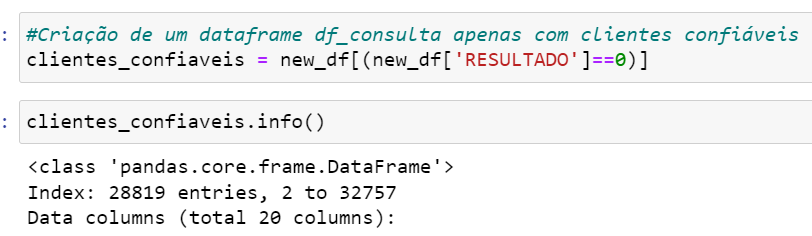 : #Criação de um dataframe df_consulta apenas com clientes confiáveis
clientes_confiaveis = new_df[(new_df['RESULTADO']==0)]
: clientes_confiaveis.info()
<class 'pandas.core.frame.DataFrame'>
Index: 28819 entries, 2 to 32757
Data columns (total 20 columns):